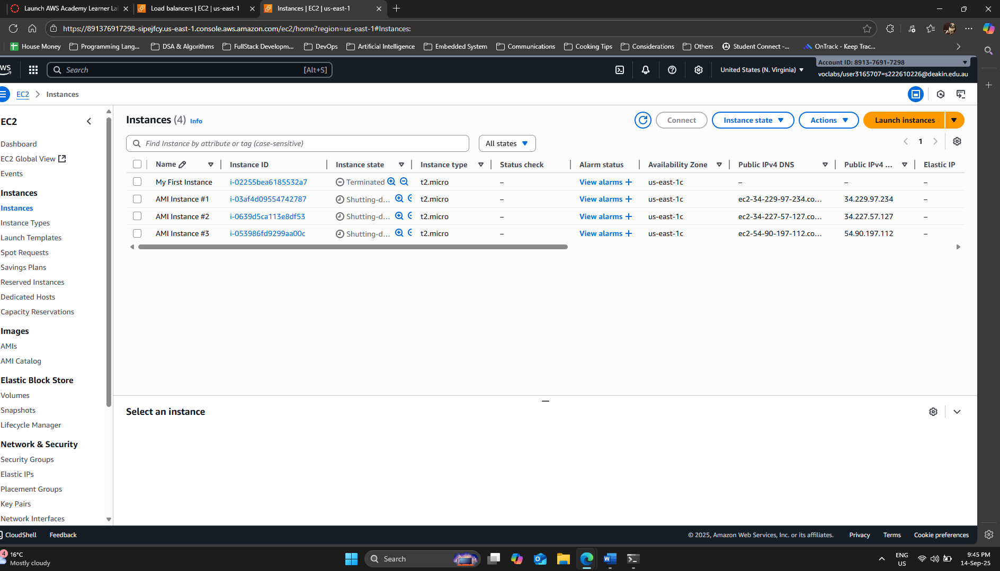 Launch AWS Academy Learner La
Load balancers | EC2 | us-east-1
Instances | EC2 | us-east-1
https://891376917298-sipejfcy.us-east-1.console.aws.amazon.com/ec2/home?region=us-east-1#Instances:
House Money
Programming Lang...
DSA & Algorithms
FullStack Developm...
DevOps
Artificial Intelligence
Embedded System
Communications
Cooking Tips
Considerations
Others
Student Connect -...
OnTrack - Keep Trac...
WS
Search
[Alt+S]
United States (N. Virginia)
Account ID: 8913-7691-7298
voclabs/user3165707=s222610226@deakin.edu.au
EC2
Instances
EC2
Dashboard
EC2 Global View
Events
Instances
Instances
Instance Types
Launch Templates
Spot Requests
Savings Plans
Reserved Instances
Dedicated Hosts
Capacity Reservations
Images
AMIs
AMI Catalog
Elastic Block Store
Volumes
Snapshots
Lifecycle Manager
Network & Security
Security Groups
Elastic IPs
Placement Groups
Key Pairs
Network Interfaces
Instances (4) Info
Connect
Instance state
Actions
Launch instances
Find Instance by attribute or tag (case-sensitive)
All states
1
Name Instance ID Instance state Instance type Status check Alarm status Availability Zone Public IPv4 DNS Public IPv4 ... Elastic IP
My First Instance i-02255bea6185532a7 Terminated t2.micro – View alarms + us-east-1c – – –
AMI Instance #1 i-03af4d09554742787 Shutting-d... t2.micro – View alarms + us-east-1c ec2-34-229-97-234.co... 34.229.97.234 –
AMI Instance #2 i-0639d5ca113e8df53 Shutting-d... t2.micro – View alarms + us-east-1c ec2-34-227-57-127.co... 34.227.57.127 –
AMI Instance #3 i-053986fd9299aa00c Shutting-d... t2.micro – View alarms + us-east-1c ec2-54-90-197-112.co... 54.90.197.112 –
Select an instance
CloudShell
Feedback
© 2025, Amazon Web Services, Inc. or its affiliates.
Privacy
Terms
Cookie preferences
4
16°C
Mostly cloudy
Search
ENG
US
9:45 PM
14-Sep-25